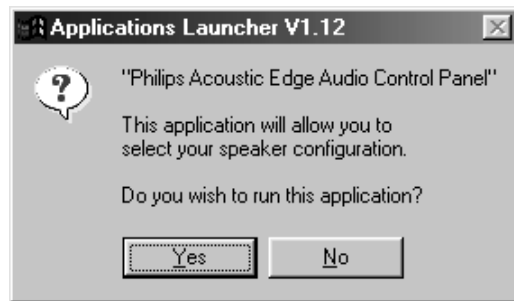 Applications Launcher V1.12
"Philips Acoustic Edge Audio Control Panel"
This application will allow you to
select your speaker configuration.
Do you wish to run this application?
Yes No